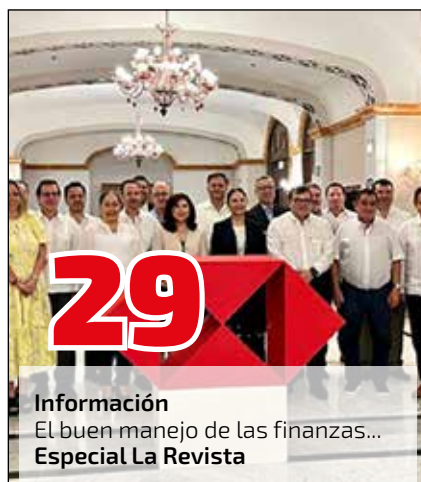 29
Información
El buen manejo de las finanzas...
Especial La Revista